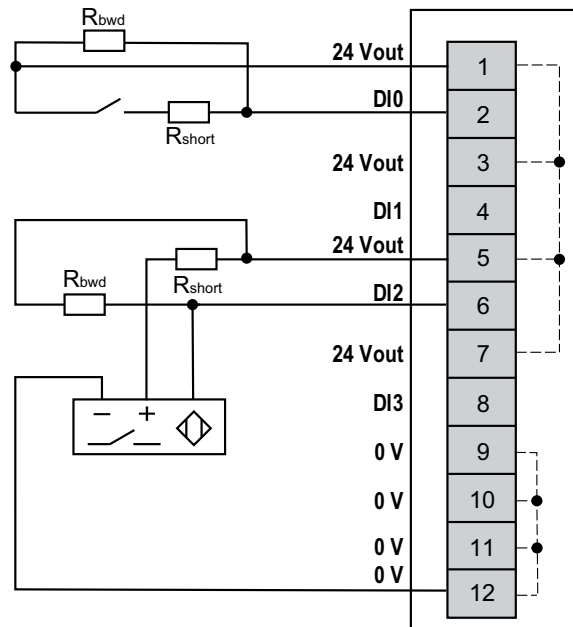 Rbwd
24 Vout 1
DI0 2
Rshort
24 Vout 3
DI1 4
24 Vout 5
Rshort
Rbwd
DI2 6
24 Vout 7
− +
DI3 8
0 V 9
0 V 10
0 V 11
0 V 12